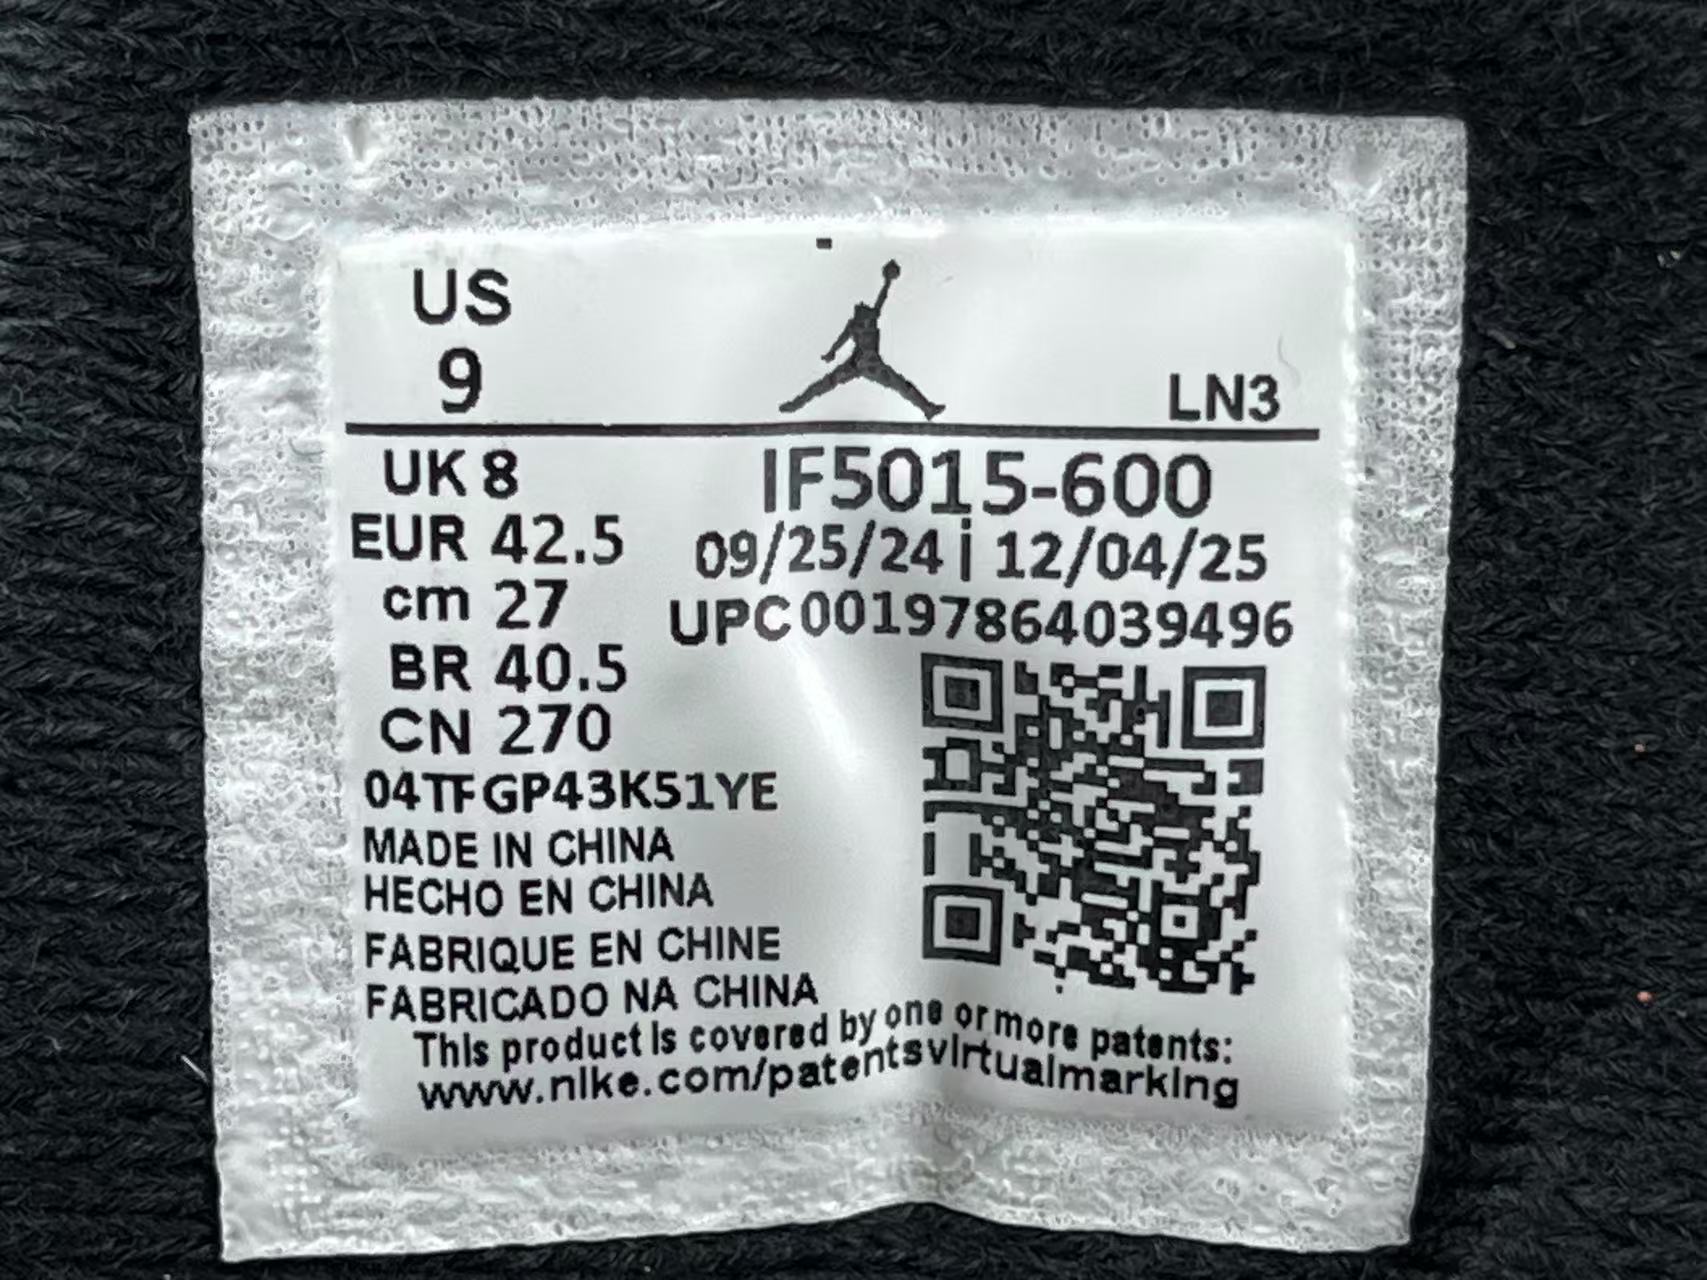 US
9
LN3
UK 8
IF5015-600
EUR 42.5
09/25/24 | 12/04/25
cm 27
UPC00197864039496
BR 40.5
CN 270
04TFGP43K51YE
MADE IN CHINA
HECHO EN CHINA
FABRIQUE EN CHINE
FABRICADO NA CHINA
This product is covered by one or more patents:
www.nike.com/patentsvirtualmarking